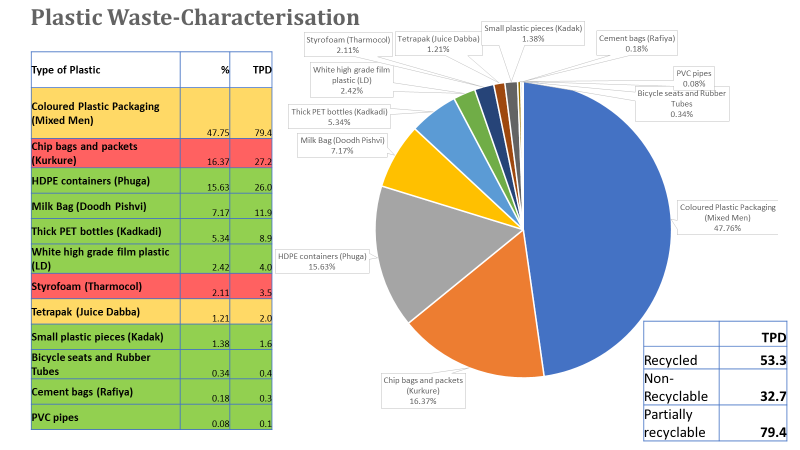 Plastic Waste-Characterisation
Type of Plastic % TPD
Coloured Plastic Packaging
(Mixed Men) 47.75 79.4
Chip bags and packets
(Kurkure) 16.37 27.2
HDPE containers (Phuga) 15.63 26.0
Milk Bag (Doodh Pishvi) 7.17 11.9
Thick PET bottles (Kadkadi) 5.34 8.9
White high grade film plastic
(LD) 2.42 4.0
Styrofoam (Tharmocol) 2.11 3.5
Tetrapak (Juice Dabba) 1.21 2.0
Small plastic pieces (Kadak) 1.38 1.6
Bicycle seats and Rubber
Tubes 0.34 0.4
Cement bags (Rafiya) 0.18 0.3
PVC pipes 0.08 0.1
Small plastic pieces (Kadak)
1.38%
Styrofoam (Tharmocol)
2.11%
Tetrapak (Juice Dabba)
1.21%
Cement bags (Rafiya)
0.18%
White high grade film
plastic (LD)
2.42%
PVC pipes
0.08%
Bicycle seats and Rubber
Tubes
0.34%
Thick PET bottles (Kadkadi)
5.34%
Milk Bag (Doodh Pishvi)
7.17%
Coloured Plastic Packaging
(Mixed Men)
47.76%
HDPE containers (Phuga)
15.63%
Chip bags and packets
(Kurkure)
16.37%
TPD
Recycled 53.3
Non-
Recyclable 32.7
Partially
recyclable 79.4